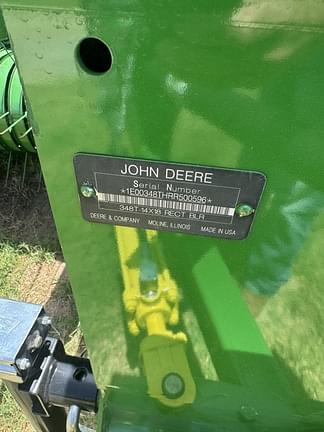 JOHN DEERE
Serial Number
*1E00348THRR500596*
348T 14X18 RECT BLR
DEERE & COMPANY MOLINE, ILLINOIS MADE IN USA